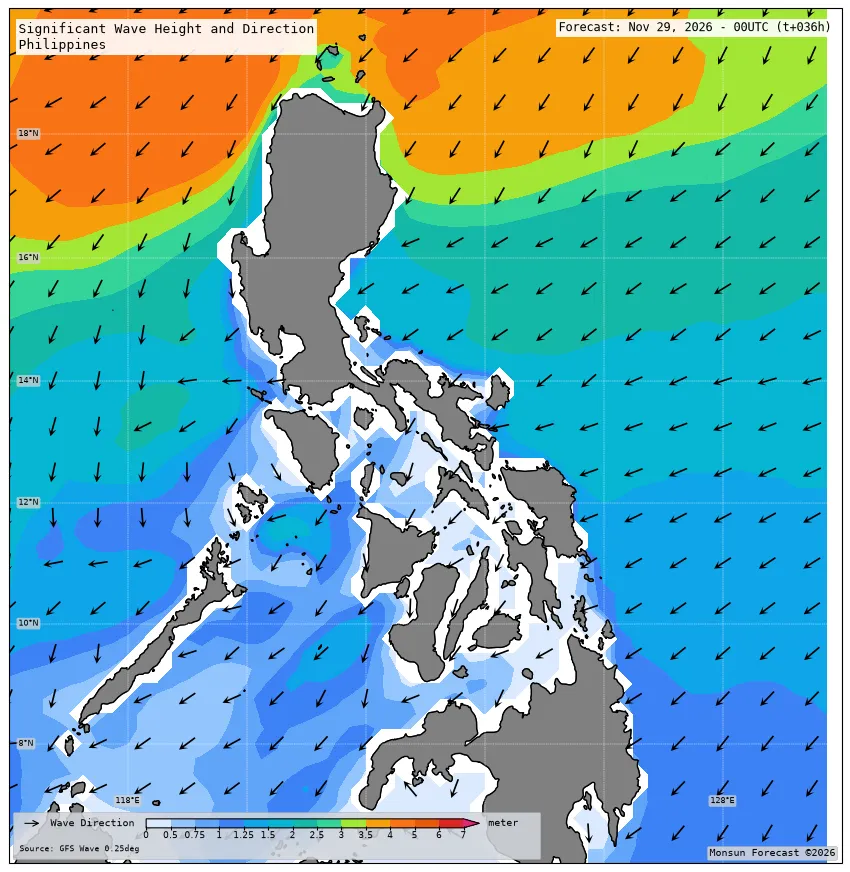 Significant Wave Height and Direction
Philippines
Forecast: Nov 29, 2026 - 00UTC (t+036h)
18°N
16°N
14°N
12°N
10°N
8°N
118°E
128°E
Wave Direction
0 0.5 0.75 1 1.25 1.5 2 2.5 3 3.5 4 5 6 7
meter
Source: GFS Wave 0.25deg
Monsun Forecast ©2026